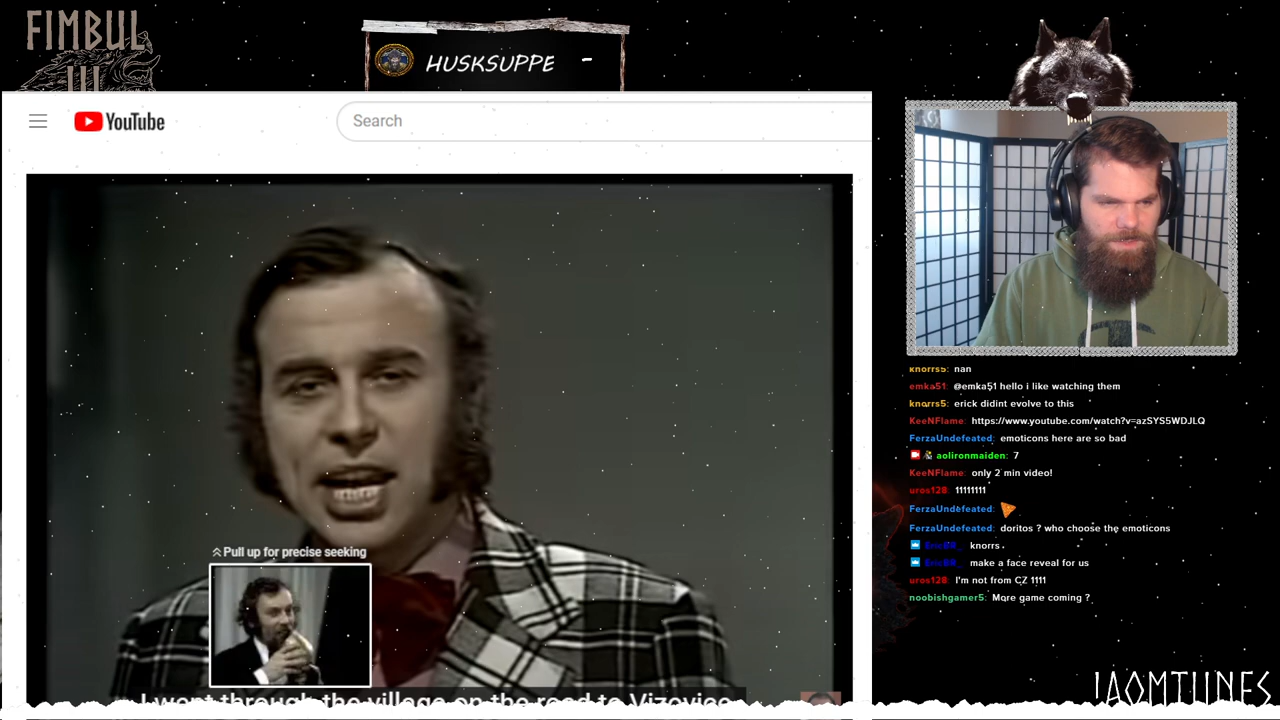 FIMBUL
III
HUSKSUPPE -
YouTube
Search
Pull up for precise seeking
I went through the village on the road to Vizovice
knorrs5: nan
emka51: @emka51 hello i like watching them
knorrs5: erick didint evolve to this
KeeNFlame: https://www.youtube.com/watch?v=azSYS5WDJLQ
FerzaUndefeated: emoticons here are so bad
aolironmaiden: 7
KeeNFlame: only 2 min video!
uros128: 11111111
FerzaUndefeated:
FerzaUndefeated: doritos ? who choose the emoticons
knorrs
make a face reveal for us
uros128: I'm not from CZ 1111
noobishgamer5: More game coming ?